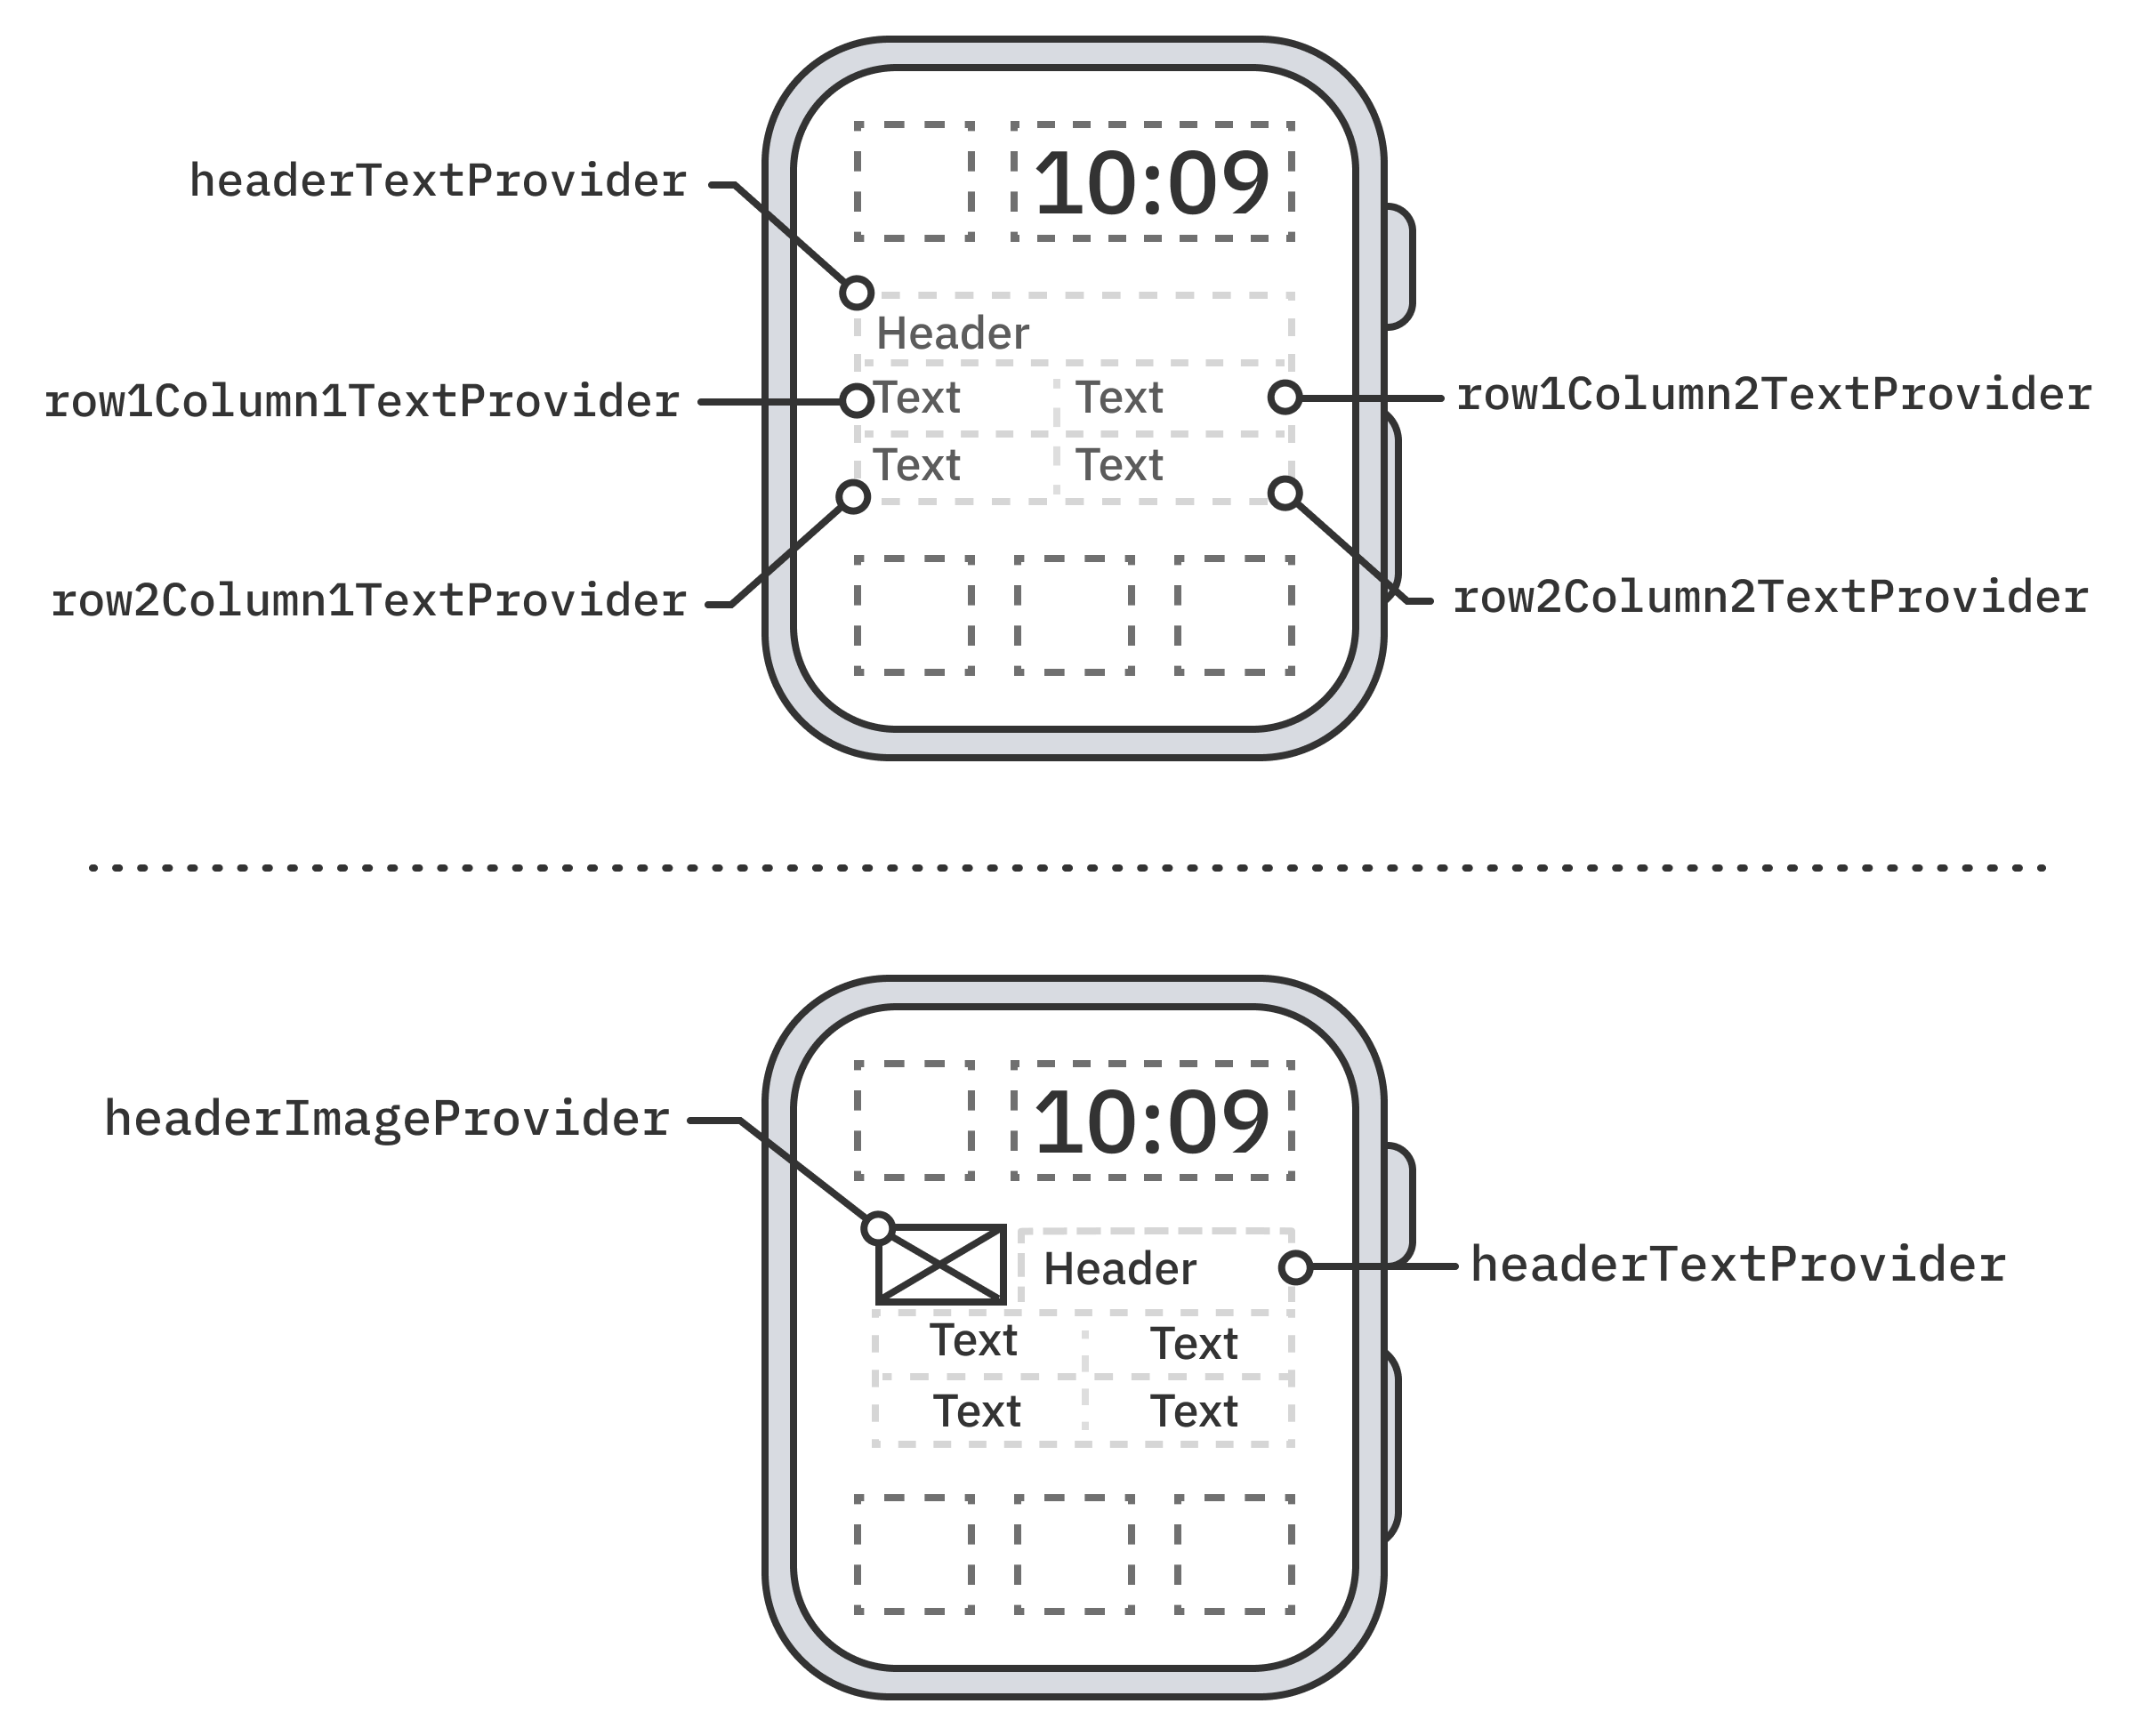 10:09
headerTextProvider
Header
row1Column1TextProvider
Text Text
row1Column2TextProvider
Text Text
row2Column1TextProvider
row2Column2TextProvider
10:09
headerImageProvider
Header
headerTextProvider
Text Text
Text Text